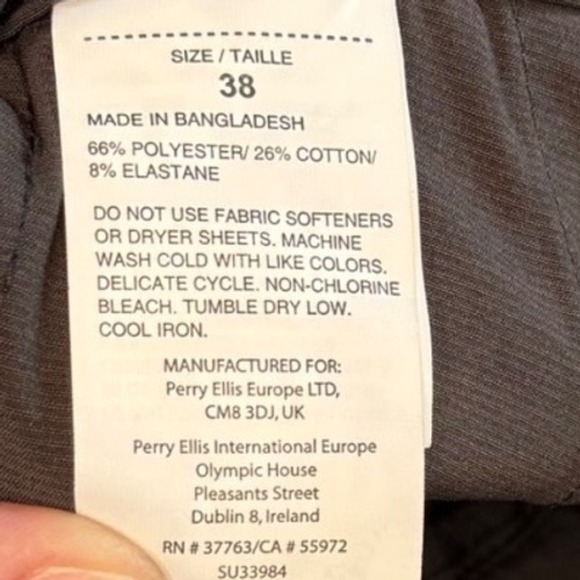 SIZE / TAILLE
38
MADE IN BANGLADESH
66% POLYESTER/ 26% COTTON/
8% ELASTANE
DO NOT USE FABRIC SOFTENERS
OR DRYER SHEETS. MACHINE
WASH COLD WITH LIKE COLORS.
DELICATE CYCLE. NON-CHLORINE
BLEACH. TUMBLE DRY LOW.
COOL IRON.
MANUFACTURED FOR:
Perry Ellis Europe LTD,
CM8 3DJ, UK
Perry Ellis International Europe
Olympic House
Pleasants Street
Dublin 8, Ireland
RN # 37763/CA # 55972
SU33984